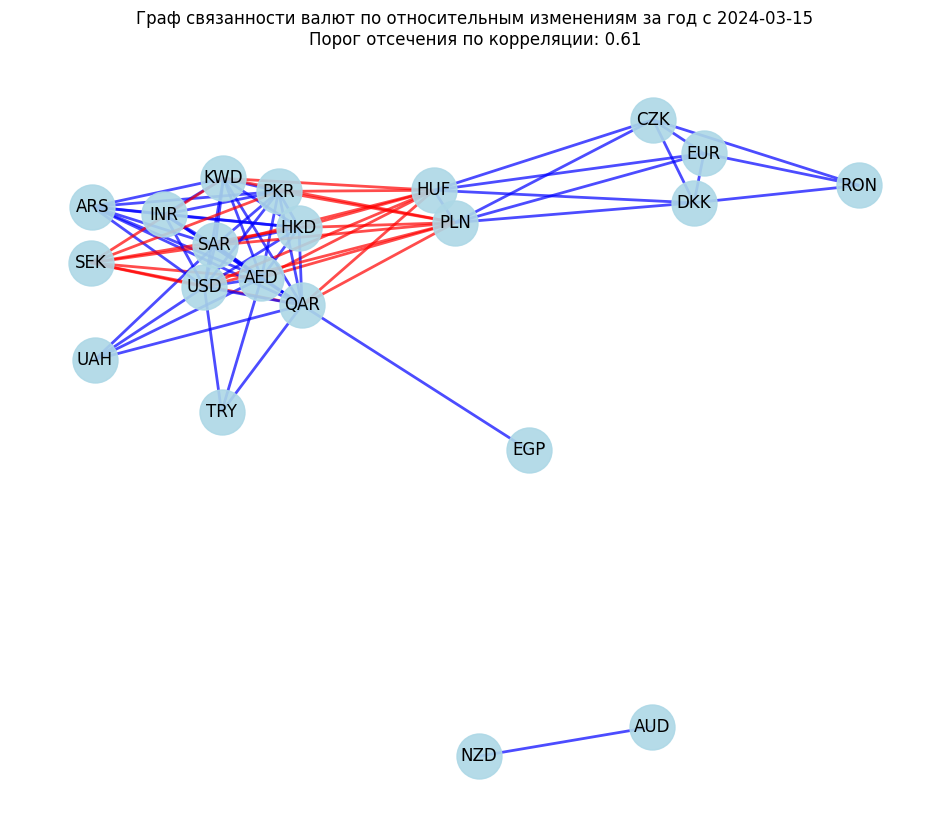 Граф связанности валют по относительным изменениям за год с 2024-03-15
Порог отсечения по корреляции: 0.61
CZK
EUR
KWD
PKR
HUF
RON
ARS
INR
DKK
PLN
HKD
SAR
SEK
AED
USD
QAR
UAH
TRY
EGP
AUD
NZD